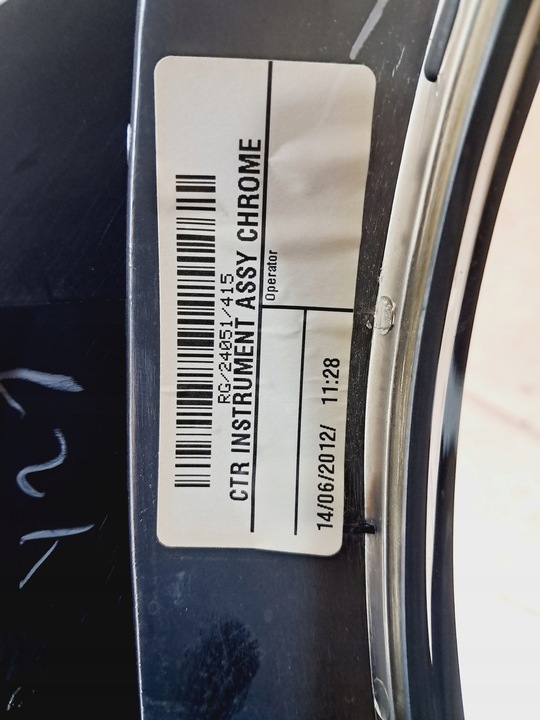 RG/24051/415
CTR INSTRUMENT ASSY CHROME
Operator
14/06/2012/ 11:28